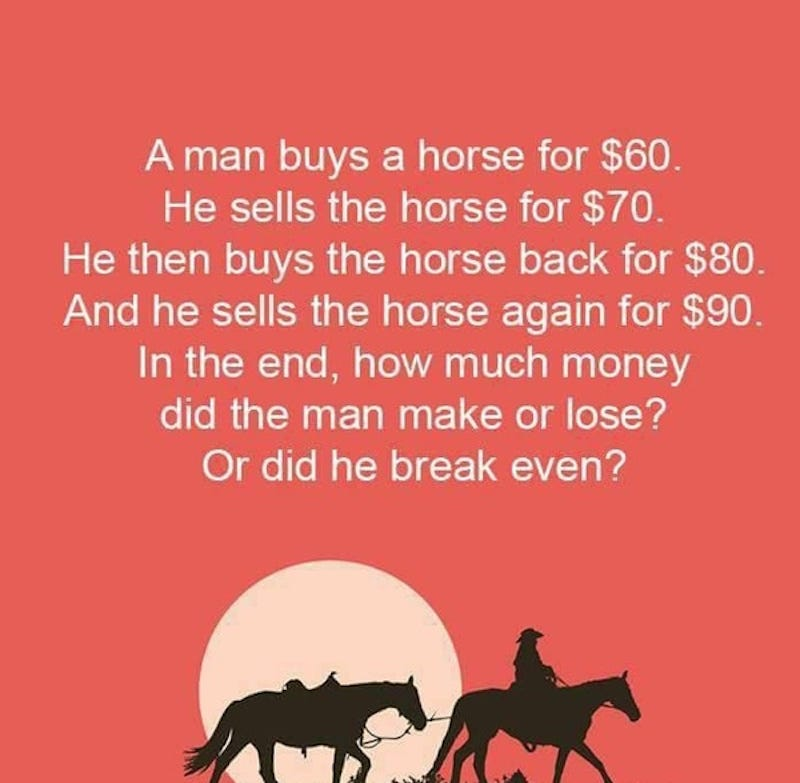 A man buys a horse for $60.
He sells the horse for $70.
He then buys the horse back for $80.
And he sells the horse again for $90.
In the end, how much money
did the man make or lose?
Or did he break even?